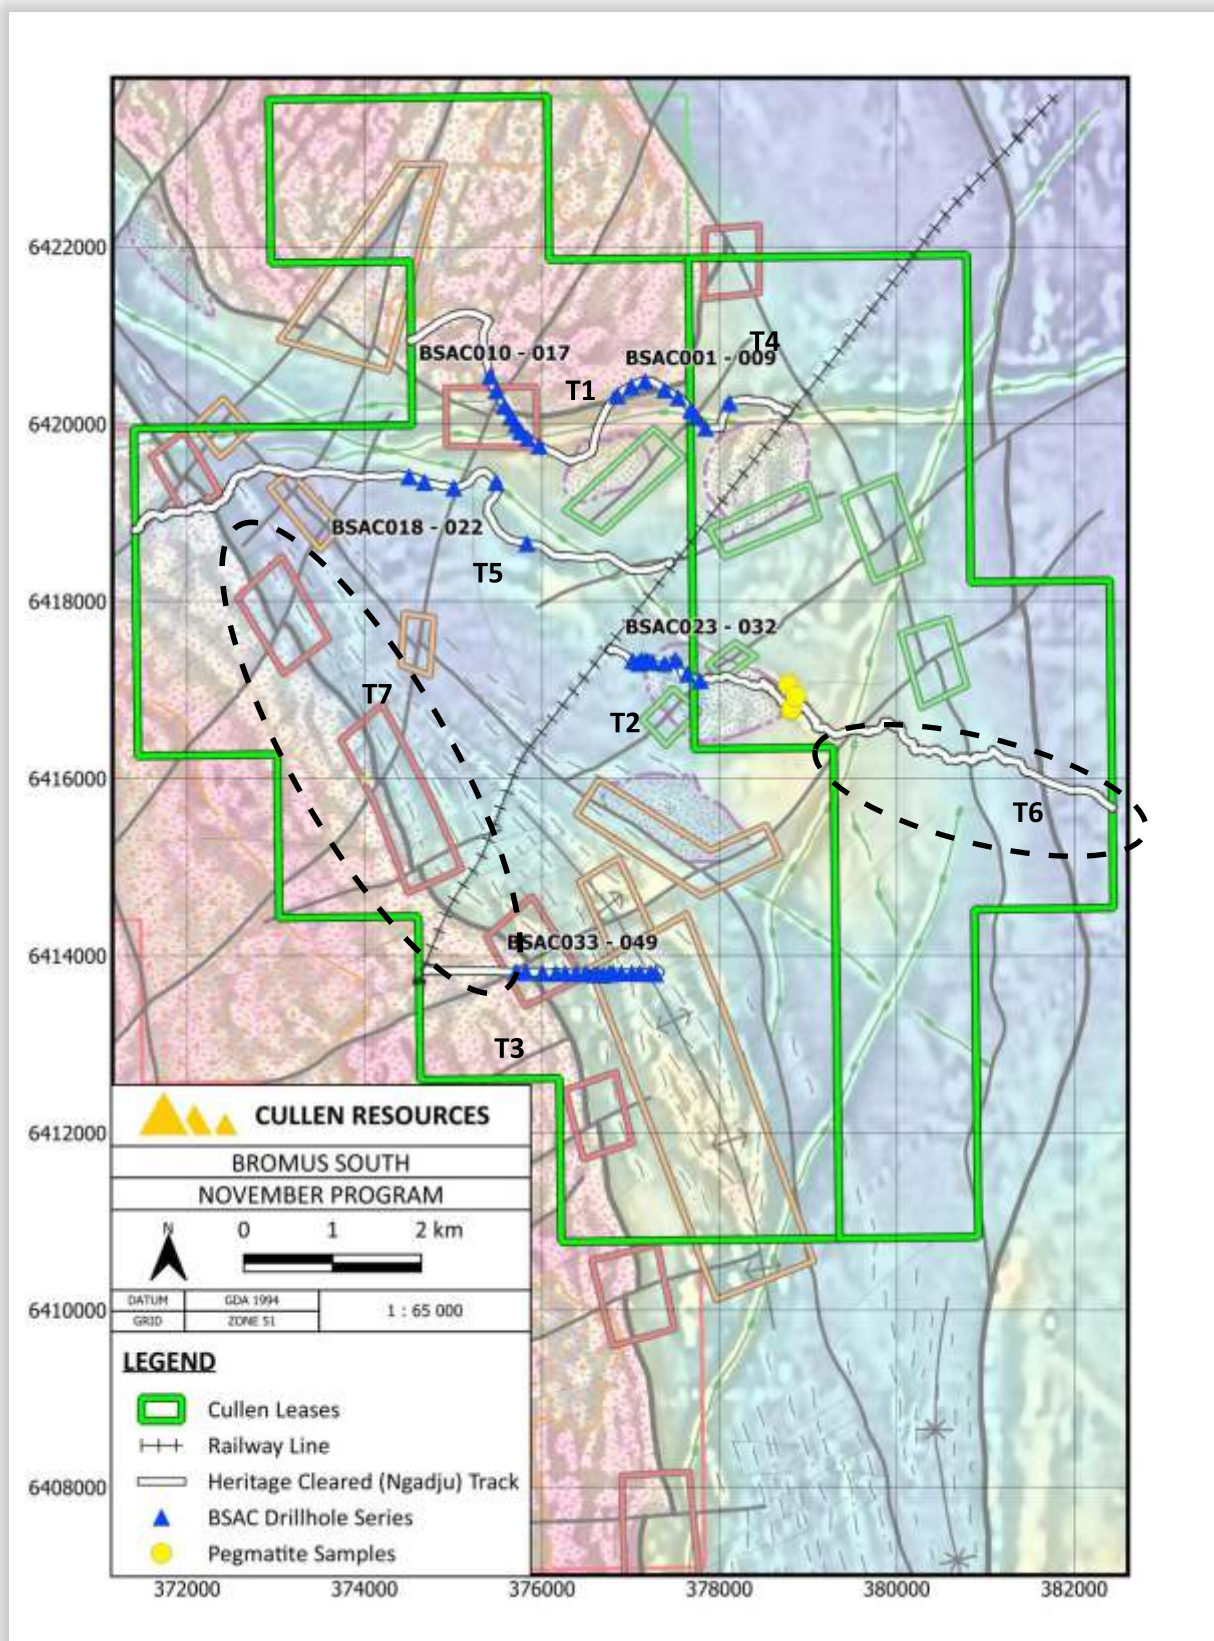 6422000
6420000
6418000
6416000
6414000
6412000
6410000
6408000
T4
BSAC010 - 017
BSAC001 - 009
T1
BSAC018 - 022
T5
BSAC023 - 032
T7
T2
T6
BSAC033 - 049
T3
CULLEN RESOURCES
BROMUS SOUTH
NOVEMBER PROGRAM
N
0 1 2 km
DATUM GDA 1994
GRID ZONE 51
1 : 65 000
LEGEND
Cullen Leases
Railway Line
Heritage Cleared (Ngadju) Track
BSAC Drillhole Series
Pegmatite Samples
372000 374000 376000 378000 380000 382000